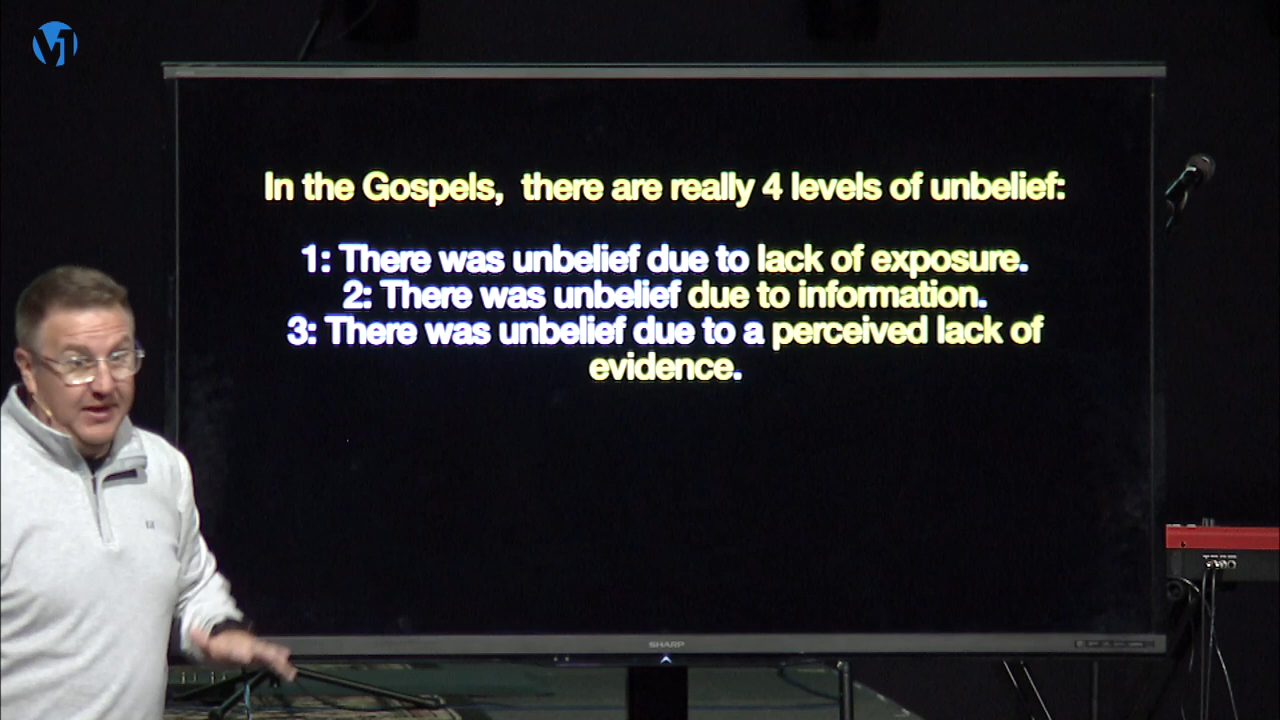 In the Gospels,  there are really 4 levels of unbelief:
1: There was unbelief due to lack of exposure.
2: There was unbelief due to information.
3: There was unbelief due to a perceived lack of
evidence.
SHARP